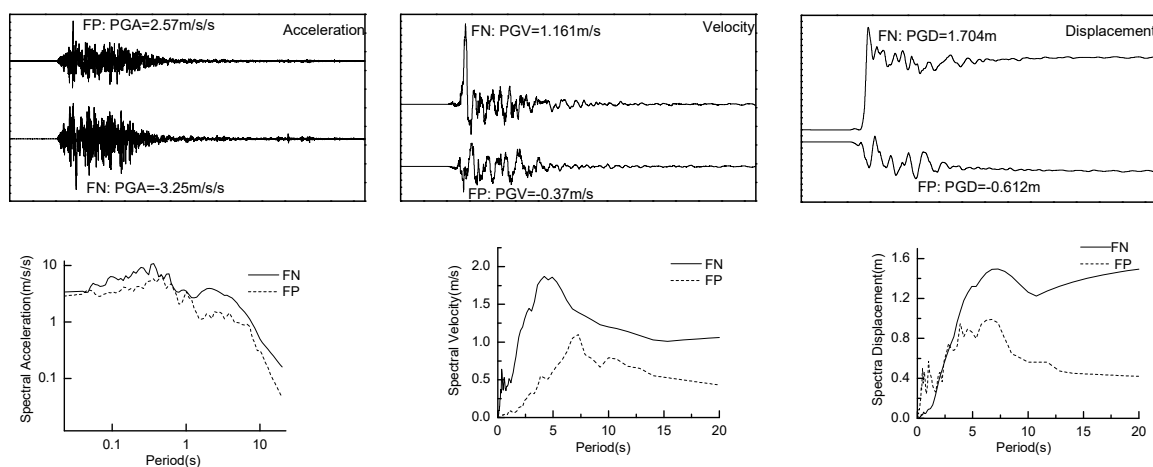 FP: PGA=2.57m/s/s
Acceleration
FN: PGA=-3.25m/s/s
FN: PGV=1.161m/s
Velocity
FP: PGV=-0.37m/s
FN: PGD=1.704m
Displacement
FP: PGD=-0.612m
Spectral Acceleration(m/s/s)
10
1
0.1
FN
FP
0.1
1
10
Period(s)
Spectral Velocity(m/s)
2.0
1.5
1.0
0.5
0.0
FN
FP
0
5
10
15
20
Period(s)
Spectra Displacement(m)
1.6
1.2
0.8
0.4
0.0
FN
FP
0
5
10
15
20
Period(s)